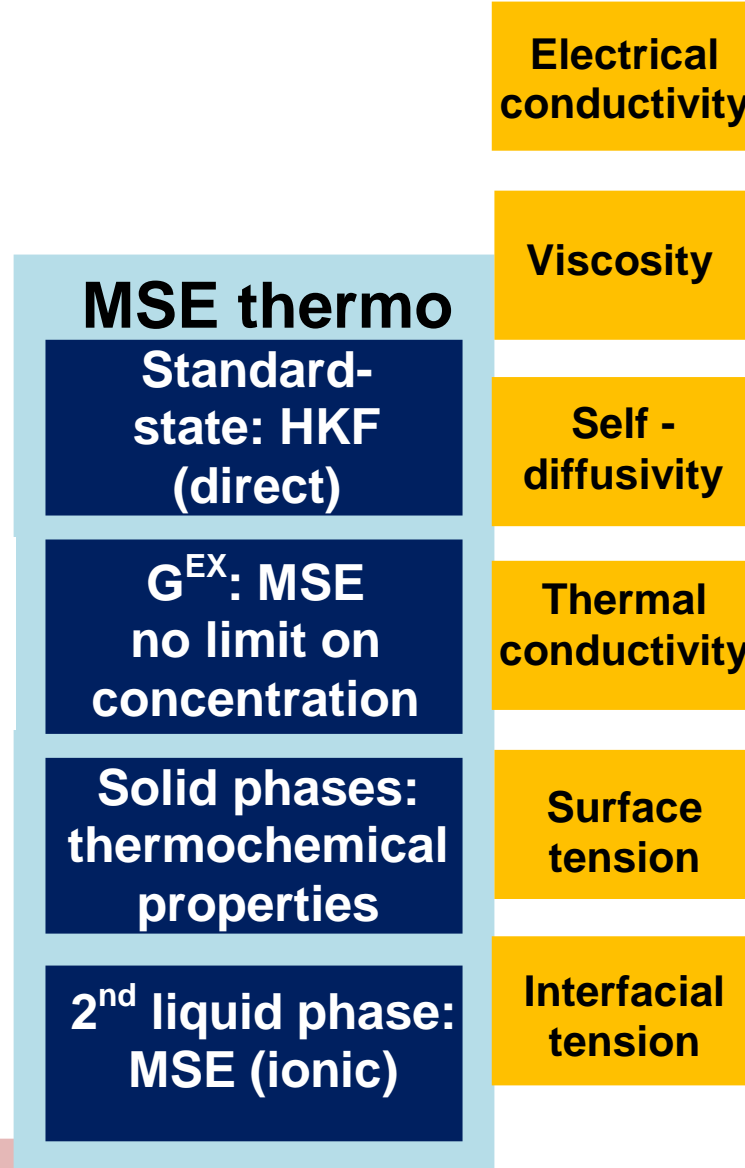 MSE thermo
Standard-
state: HKF
(direct)
G^EX: MSE
no limit on
concentration
Solid phases:
thermochemical
properties
2^nd liquid phase:
MSE (ionic)
Electrical
conductivity
Viscosity
Self -
diffusivity
Thermal
conductivity
Surface
tension
Interfacial
tension